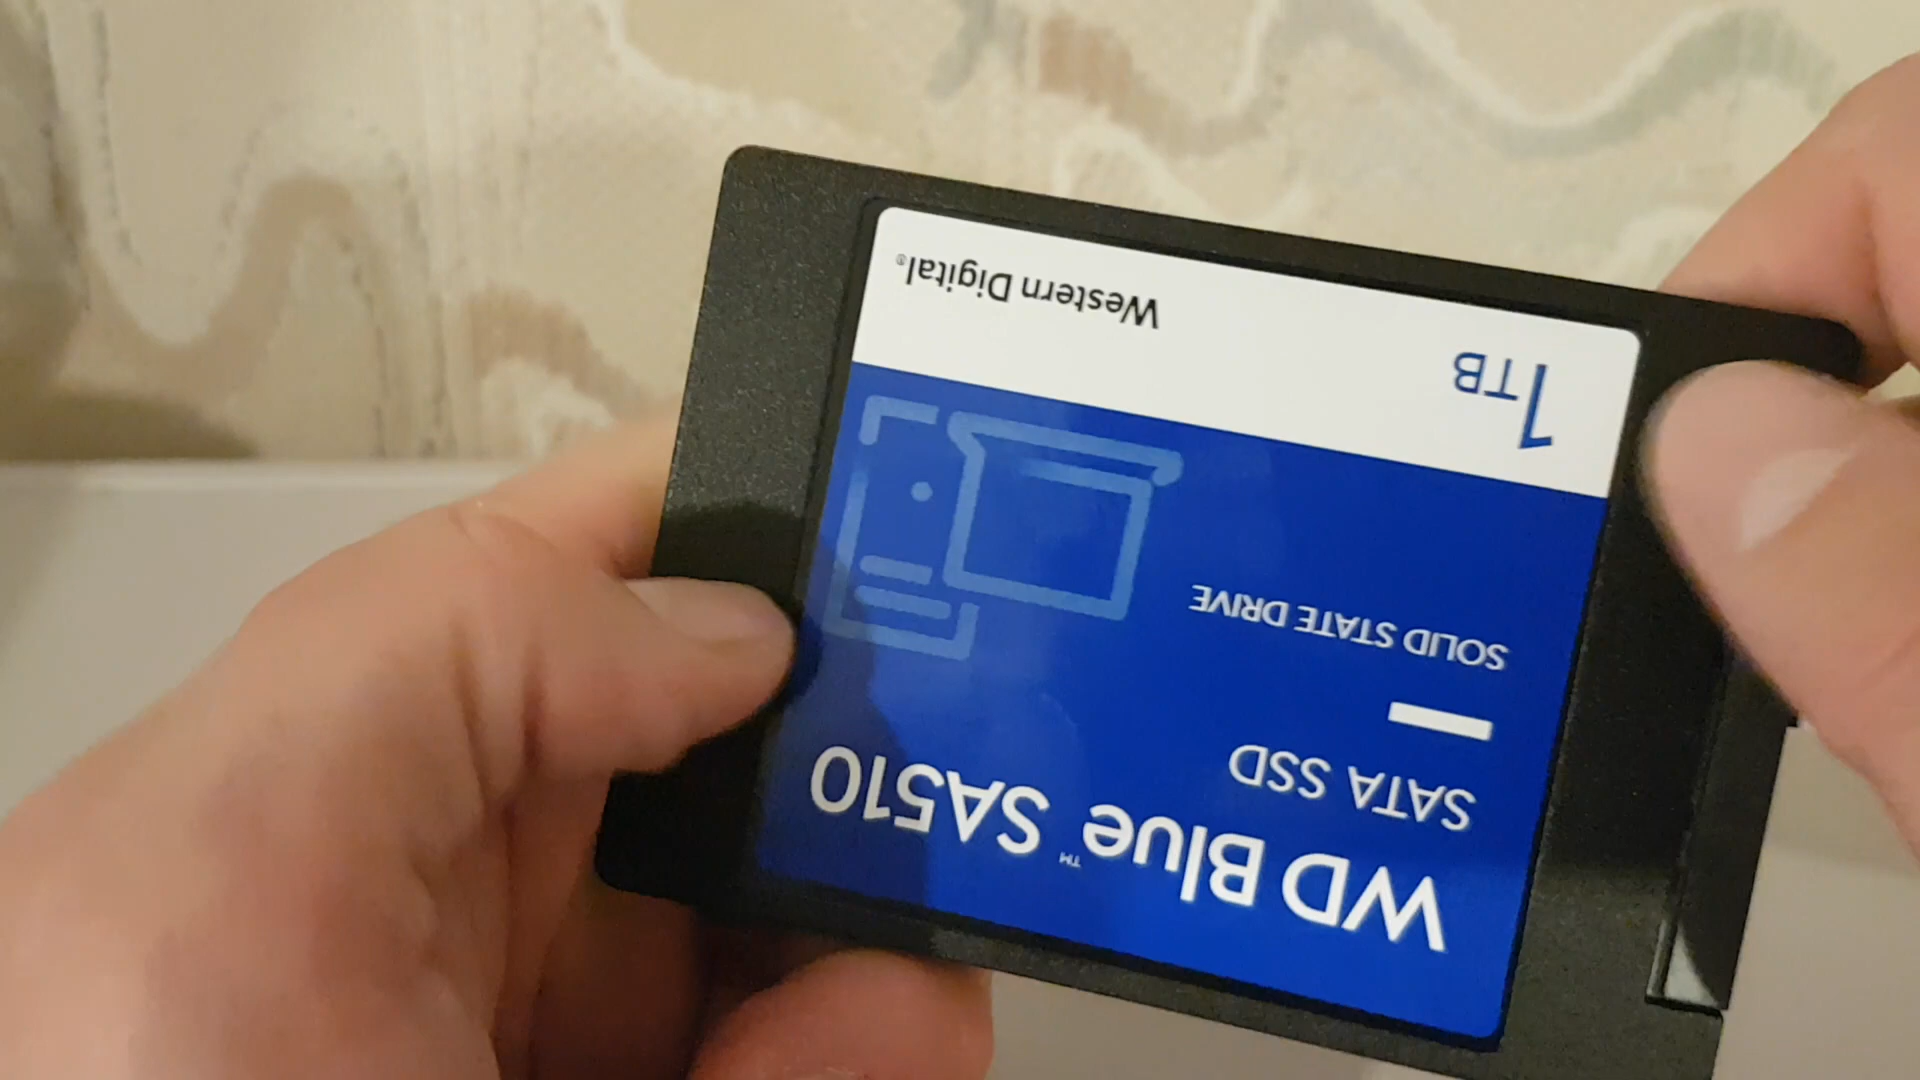 WD Blue™ SA510
SATA SSD
SOLID STATE DRIVE
1TB
Western Digital®